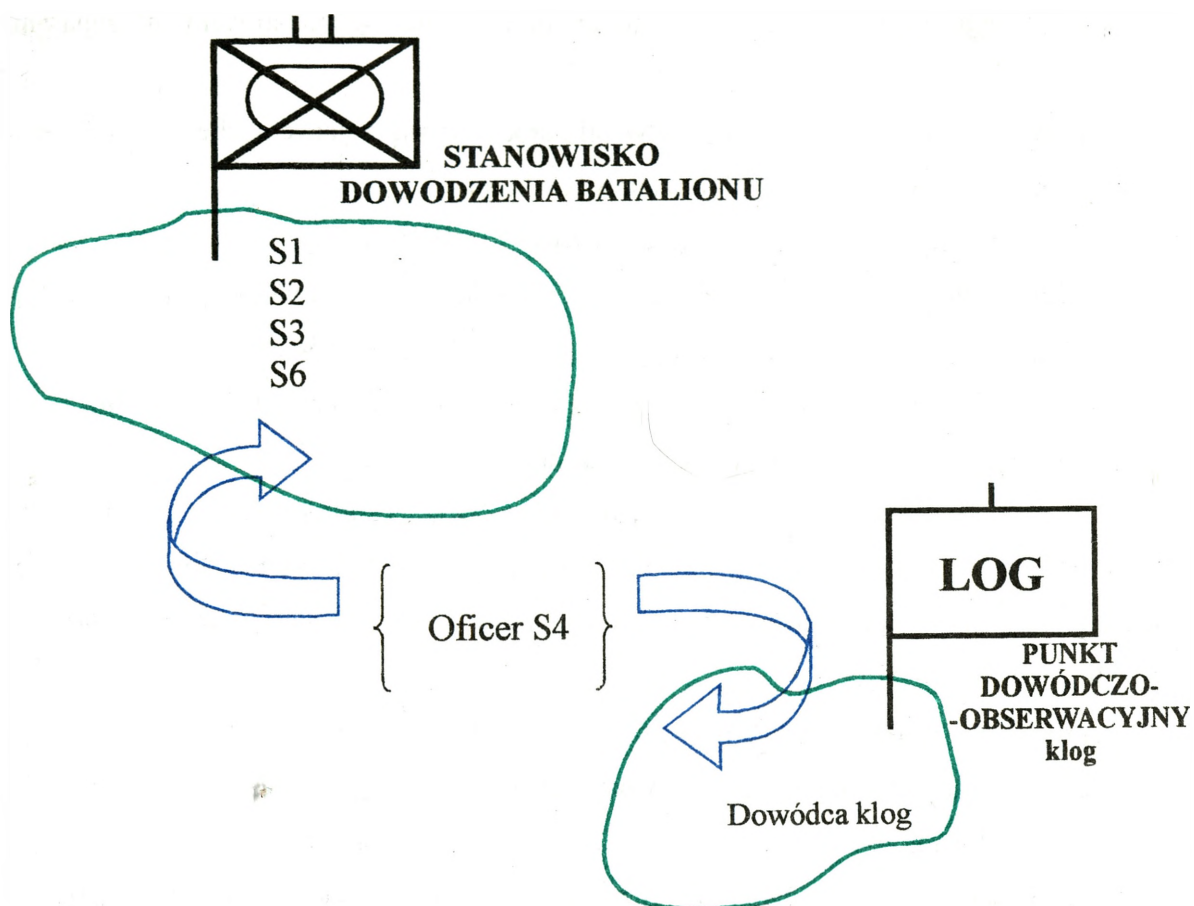 STANOWISKO
DOWODZENIA BATALIONU
S1
S2
S3
S6
Oficer S4
LOG
PUNKT
DOWÓDCZO-
-OBSERWACYJNY
klog
Dowódca klog